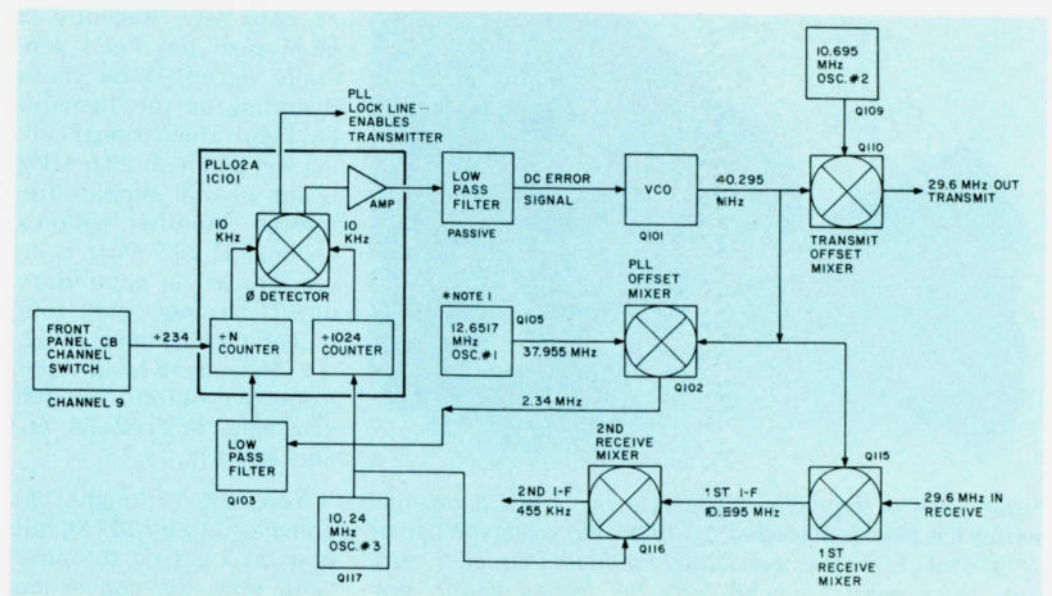 10.695
MHz
OSC.#2
Q109
PLL
LOCK LINE
ENABLES
TRANSMITTER
PLL02A
IC101
AMP
LOW
PASS
FILTER
PASSIVE
DC ERROR
SIGNAL
VCO
Q101
40.295
MHz
Q110
29.6 MHz OUT
TRANSMIT
TRANSMIT
OFFSET
MIXER
10
KHz
10
KHz
Ø DETECTOR
PLL
OFFSET
MIXER
*NOTE 1
12.6517
MHz
OSC.#1
Q105
37.955 MHz
Q102
FRONT
PANEL CB
CHANNEL
SWITCH
CHANNEL 9
÷234
÷N
COUNTER
÷1024
COUNTER
2.34 MHz
LOW
PASS
FILTER
Q103
10.24
MHz
OSC.#3
Q117
2ND
RECEIVE
MIXER
2ND I-F
455 KHz
Q116
1ST I-F
10.695 MHz
Q115
29.6 MHz IN
RECEIVE
1ST
RECEIVE MIXER